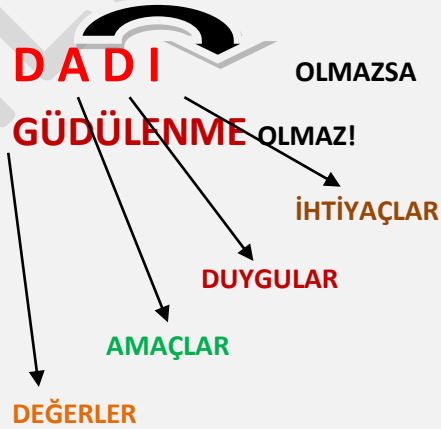 D A D I OLMAZSA
GÜDÜLENME OLMAZ!
İHTİYAÇLAR
DUYGULAR
AMAÇLAR
DEĞERLER